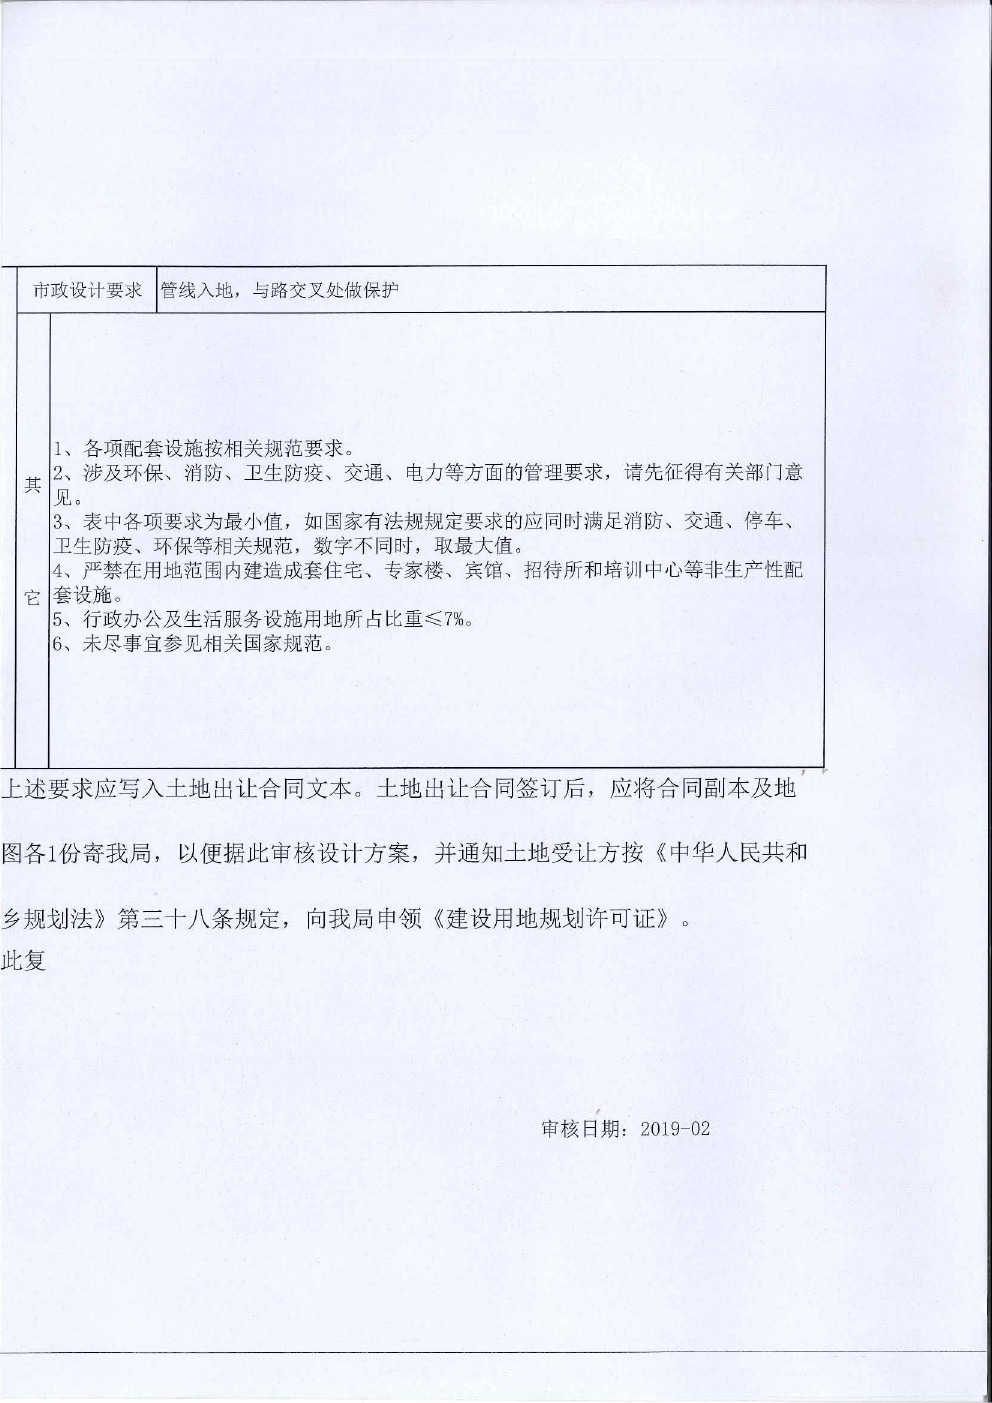 市政设计要求 管线入地，与路交叉处做保护
其它
1、各项配套设施按相关规范要求。
2、涉及环保、消防、卫生防疫、交通、电力等方面的管理要求，请先征得有关部门意
见。
3、表中各项要求为最小值，如国家有法规规定要求的应同时满足消防、交通、停车、
卫生防疫、环保等相关规范，数字不同时，取最大值。
4、严禁在用地范围内建造成套住宅、专家楼、宾馆、招待所和培训中心等非生产性配
套设施。
5、行政办公及生活服务设施用地所占比重≤7%。
6、未尽事宜参见相关国家规范。
上述要求应写入土地出让合同文本。土地出让合同签订后，应将合同副本及地
图各1份寄我局，以便据此审核设计方案，并通知土地受让方按《中华人民共和
乡规划法》第三十八条规定，向我局申领《建设用地规划许可证》。
此复
审核日期：2019-02